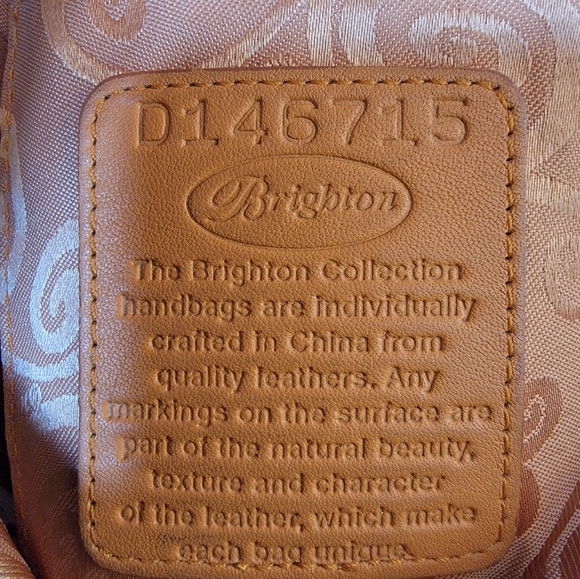 D146715
Brighton
The Brighton Collection
handbags are individually
crafted in China from
quality leathers. Any
markings on the surface are
part of the natural beauty,
texture and character
of the leather, which make
each bag unique.